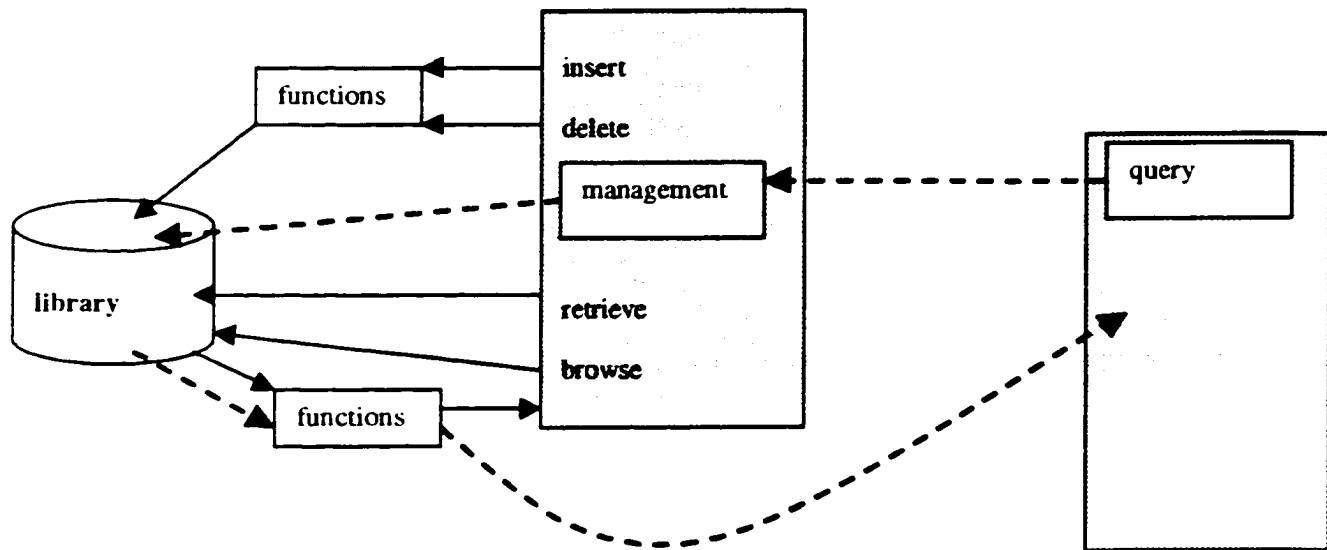 insert
functions
delete
query
management
library
retrieve
browse
functions